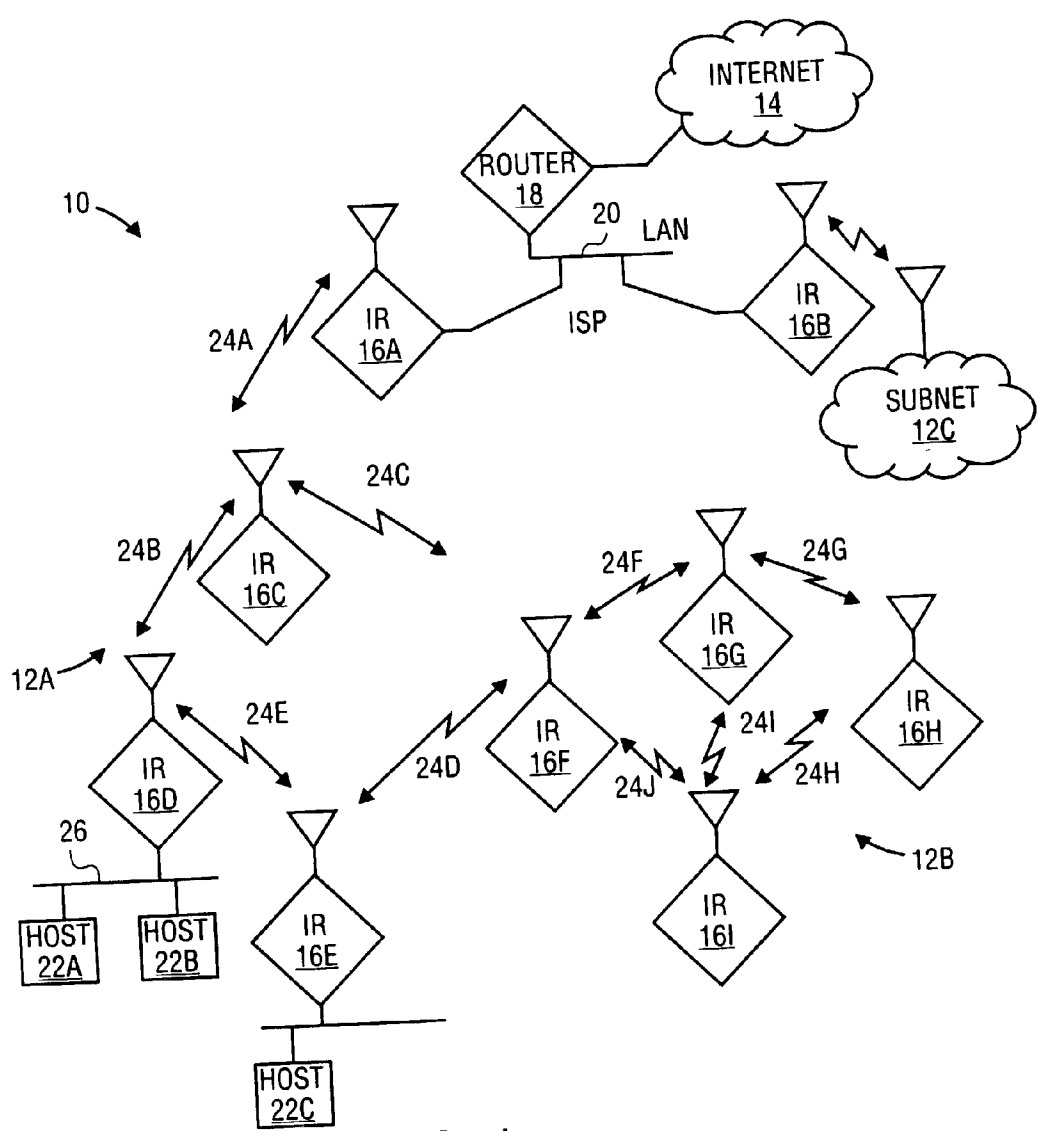 INTERNET
14
ROUTER
18
10
20
LAN
IR
16A
ISP
IR
16B
24A
SUBNET
12C
24C
24B
IR
16C
24F
24G
IR
16G
12A
IR
16H
24E
24I
IR
16F
24D
IR
16D
24J
24H
26
12B
IR
16I
HOST
22A
HOST
22B
IR
16E
HOST
22C